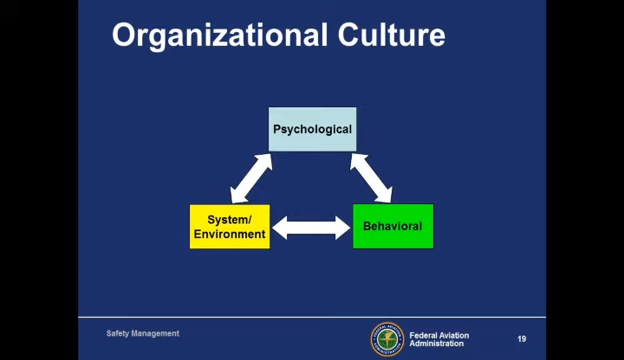 Organizational Culture
Psychological
System/
Environment
Behavioral
Safety Management
Federal Aviation
Administration
19